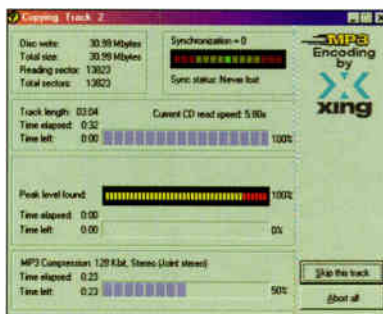 Copying Track 2
Disc write: 30.99 Mbytes
Total size: 30.99 Mbytes
Reading sector: 13823
Total sectors: 13823
Synchronization = 0
Sync status: Never lost
MP3
Encoding
by
xing
Track length: 03:04
Current CD read speed: 5.80x
Time elapsed: 0:32
Time left: 0:00
100%
Peak level found:
100%
Time elapsed: 0:00
Time left: 0:00
0%
MP3 Compression: 128 Kbit, Stereo (Joint stereo)
Time elapsed: 0:23
Time left: 0:23
50%
Skip this track
Abort all